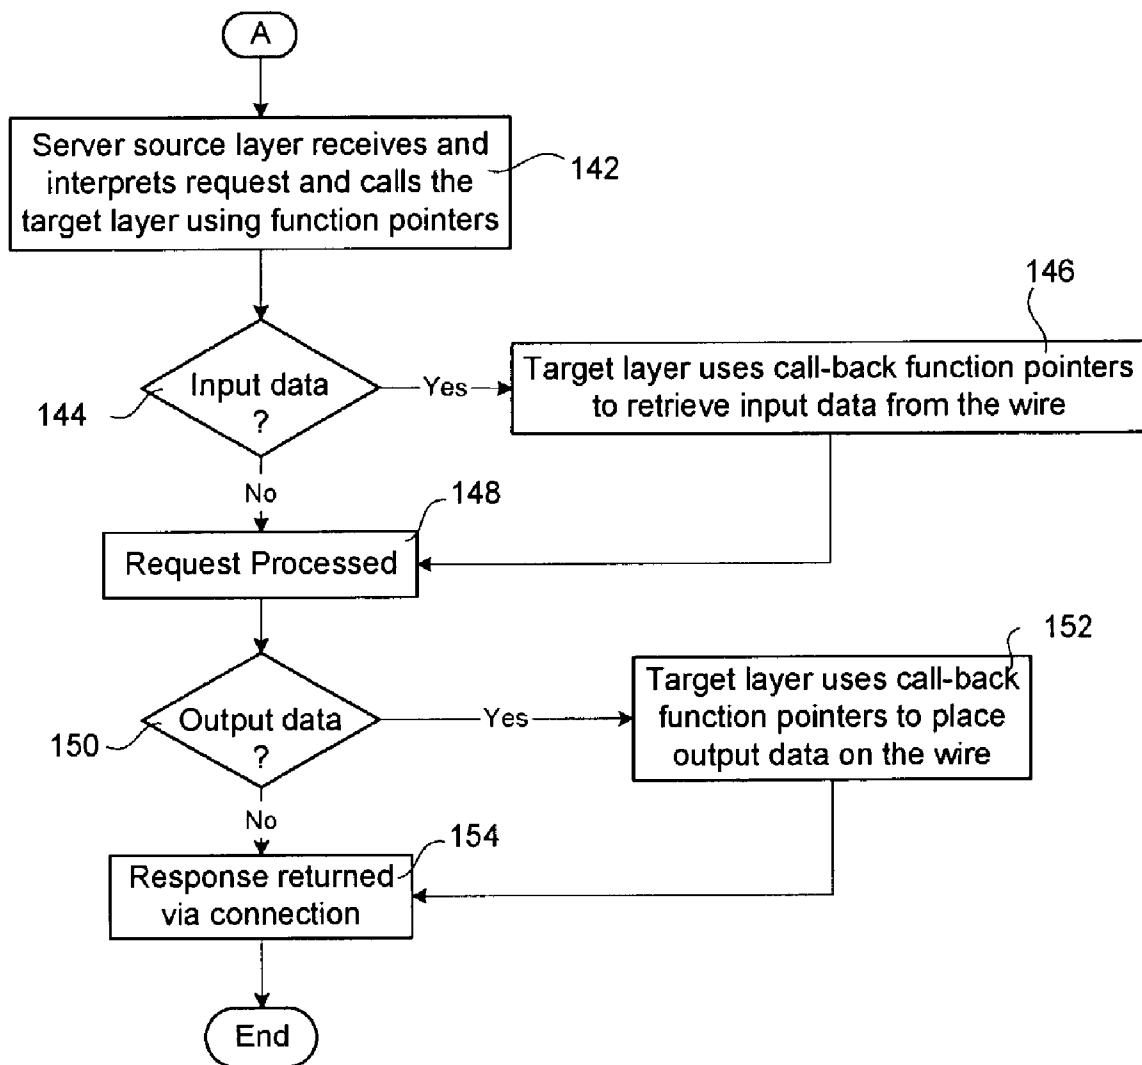 A
Server source layer receives and
interprets request and calls the
target layer using function pointers
142
146
Input data
?
144
Yes
Target layer uses call-back function pointers
to retrieve input data from the wire
No
148
Request Processed
152
Output data
?
150
Yes
Target layer uses call-back
function pointers to place
output data on the wire
No
154
Response returned
via connection
End